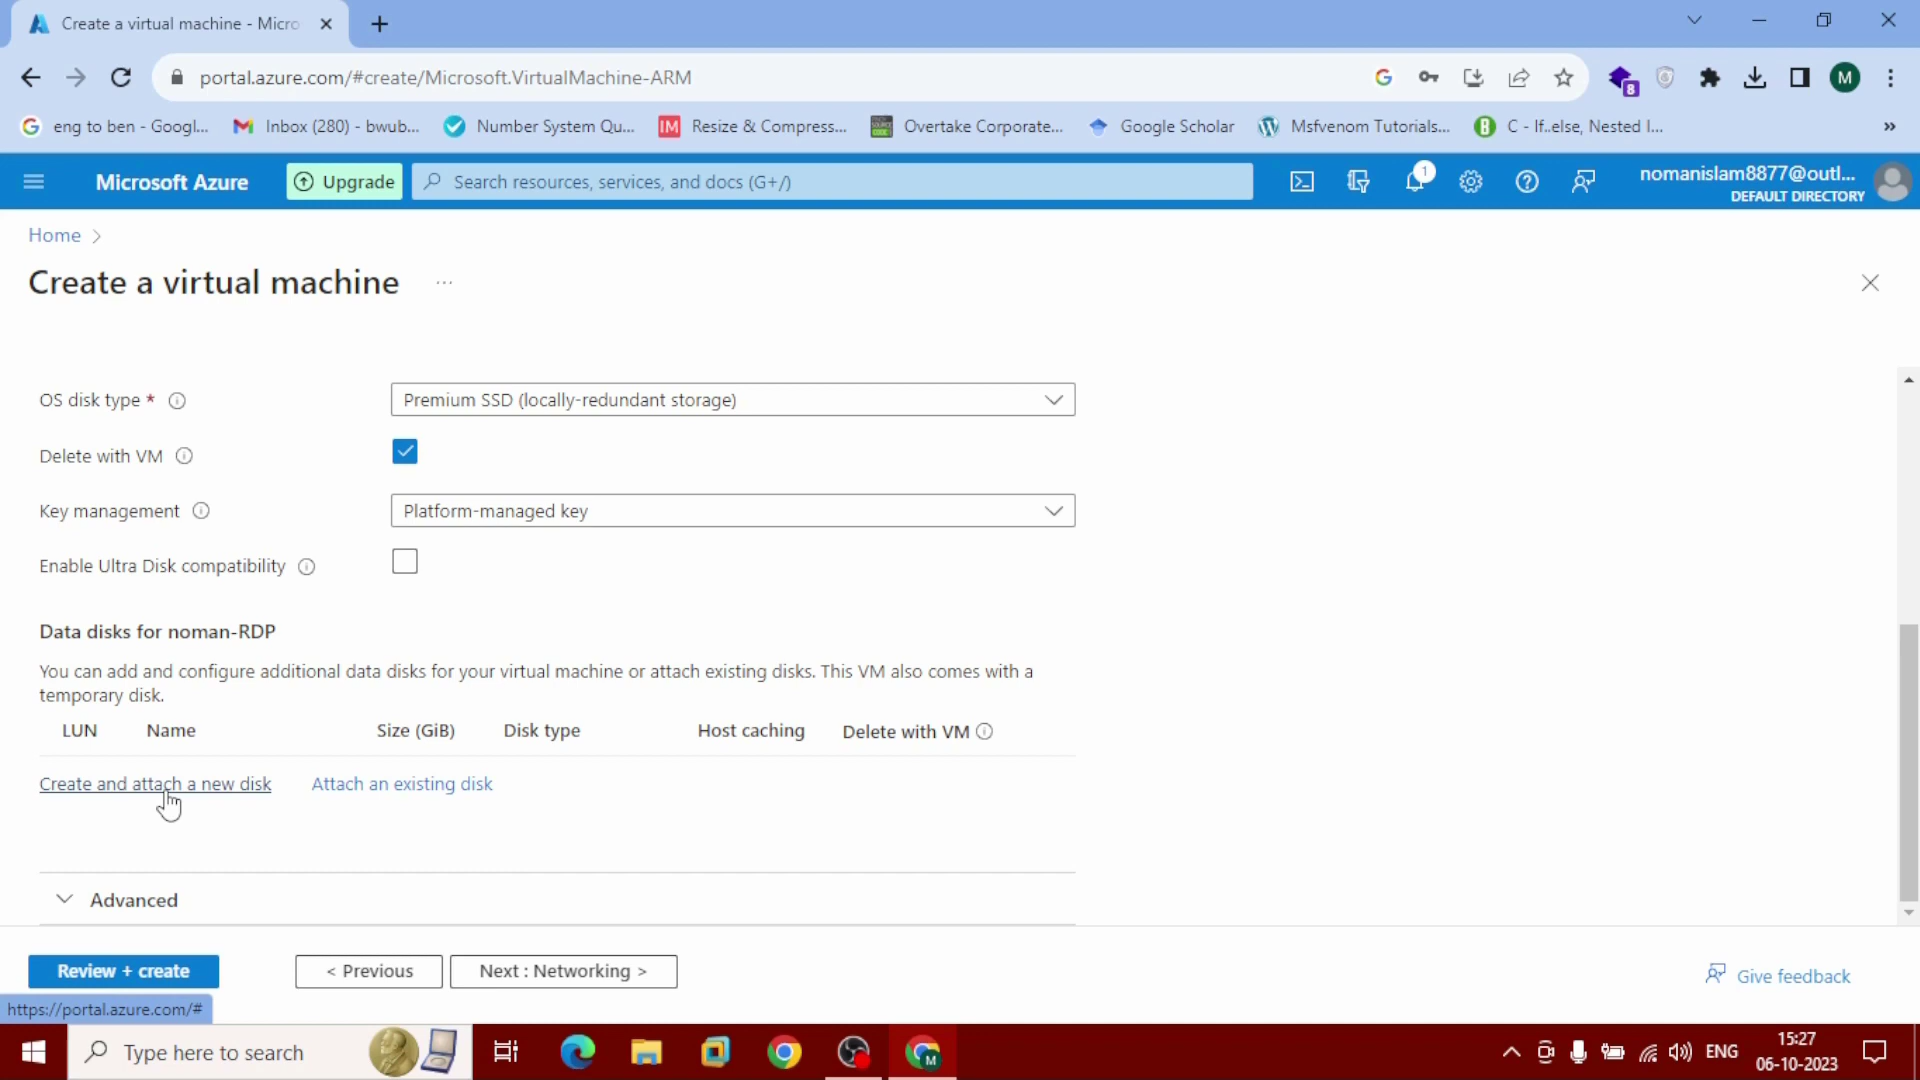 Create a virtual machine - Micro
portal.azure.com/#create/Microsoft.VirtualMachine-ARM
8
M
eng to ben - Googl...
Inbox (280) - bwub...
Number System Qu...
IM
Resize & Compress...
Overtake Corporate...
Google Scholar
Msfvenom Tutorials...
C - If..else, Nested l...
»
Microsoft Azure
Upgrade
Search resources, services, and docs (G+/)
1
nomanislam8877@outl...
DEFAULT DIRECTORY
Home >
Create a virtual machine ...
OS disk type *
Premium SSD (locally-redundant storage)
Delete with VM
Key management
Platform-managed key
Enable Ultra Disk compatibility
Data disks for noman-RDP
You can add and configure additional data disks for your virtual machine or attach existing disks. This VM also comes with a
temporary disk.
LUN Name Size (GiB) Disk type Host caching Delete with VM
Create and attach a new disk Attach an existing disk
Advanced
Review + create
< Previous
Next : Networking >
Give feedback
https://portal.azure.com/#
Type here to search
M
ENG
15:27
06-10-2023